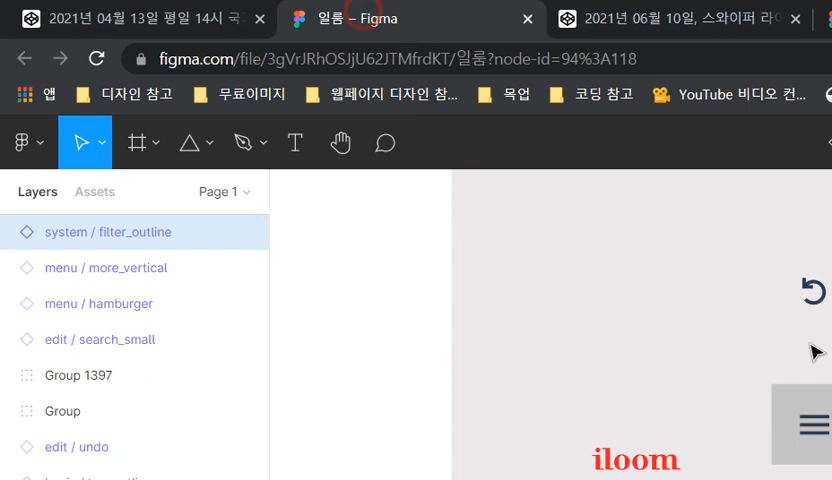 2021년 04월 13일 평일 14시 국
일룸 – Figma
2021년 06월 10일, 스와이퍼 라이
figma.com/file/3gVrJRhOSJjU62JTMfrdKT/일룸?node-id=94%3A118
앱 디자인 참고 무료이미지 웹페이지 디자인 참... 목업 코딩 참고 YouTube 비디오 컨...
Layers Assets Page 1
system / filter_outline
menu / more_vertical
menu / hamburger
edit / search_small
Group 1397
Group
edit / undo
iloom